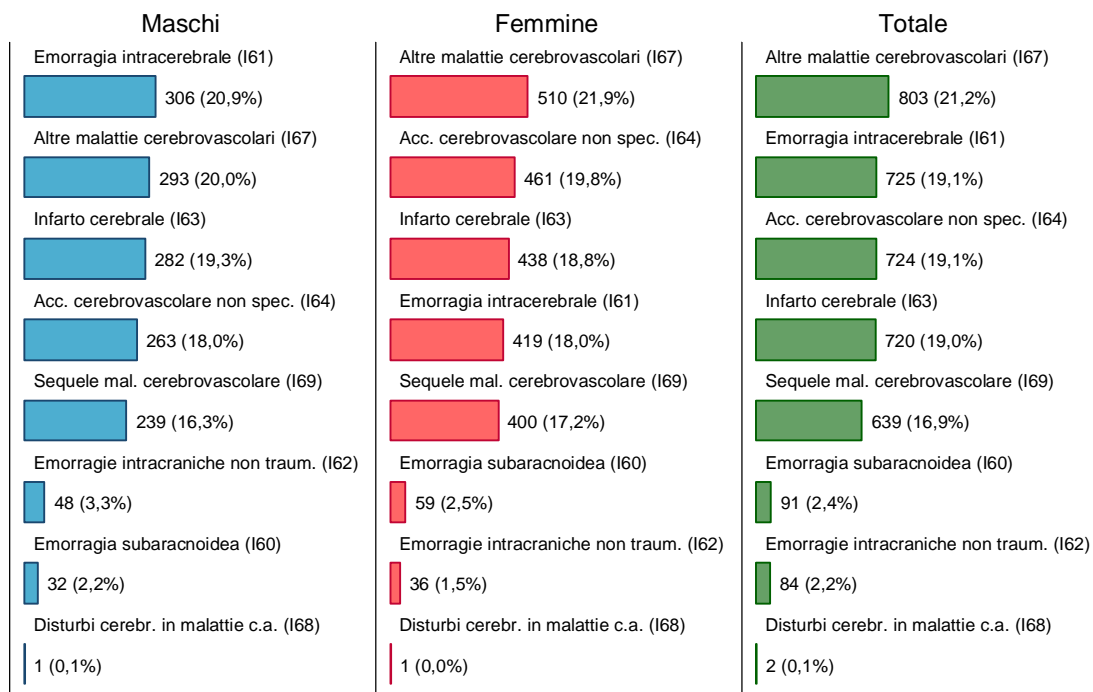 Maschi
Emorragia intracerebrale (I61)
306 (20,9%)
Altre malattie cerebrovascolari (I67)
293 (20,0%)
Infarto cerebrale (I63)
282 (19,3%)
Acc. cerebrovascolare non spec. (I64)
263 (18,0%)
Sequele mal. cerebrovascolare (I69)
239 (16,3%)
Emorragie intracraniche non traum. (I62)
48 (3,3%)
Emorragia subaracnoidea (I60)
32 (2,2%)
Disturbi cerebr. in malattie c.a. (I68)
1 (0,1%)
Femmine
Altre malattie cerebrovascolari (I67)
510 (21,9%)
Acc. cerebrovascolare non spec. (I64)
461 (19,8%)
Infarto cerebrale (I63)
438 (18,8%)
Emorragia intracerebrale (I61)
419 (18,0%)
Sequele mal. cerebrovascolare (I69)
400 (17,2%)
Emorragia subaracnoidea (I60)
59 (2,5%)
Emorragie intracraniche non traum. (I62)
36 (1,5%)
Disturbi cerebr. in malattie c.a. (I68)
1 (0,0%)
Totale
Altre malattie cerebrovascolari (I67)
803 (21,2%)
Emorragia intracerebrale (I61)
725 (19,1%)
Acc. cerebrovascolare non spec. (I64)
724 (19,1%)
Infarto cerebrale (I63)
720 (19,0%)
Sequele mal. cerebrovascolare (I69)
639 (16,9%)
Emorragia subaracnoidea (I60)
91 (2,4%)
Emorragie intracraniche non traum. (I62)
84 (2,2%)
Disturbi cerebr. in malattie c.a. (I68)
2 (0,1%)